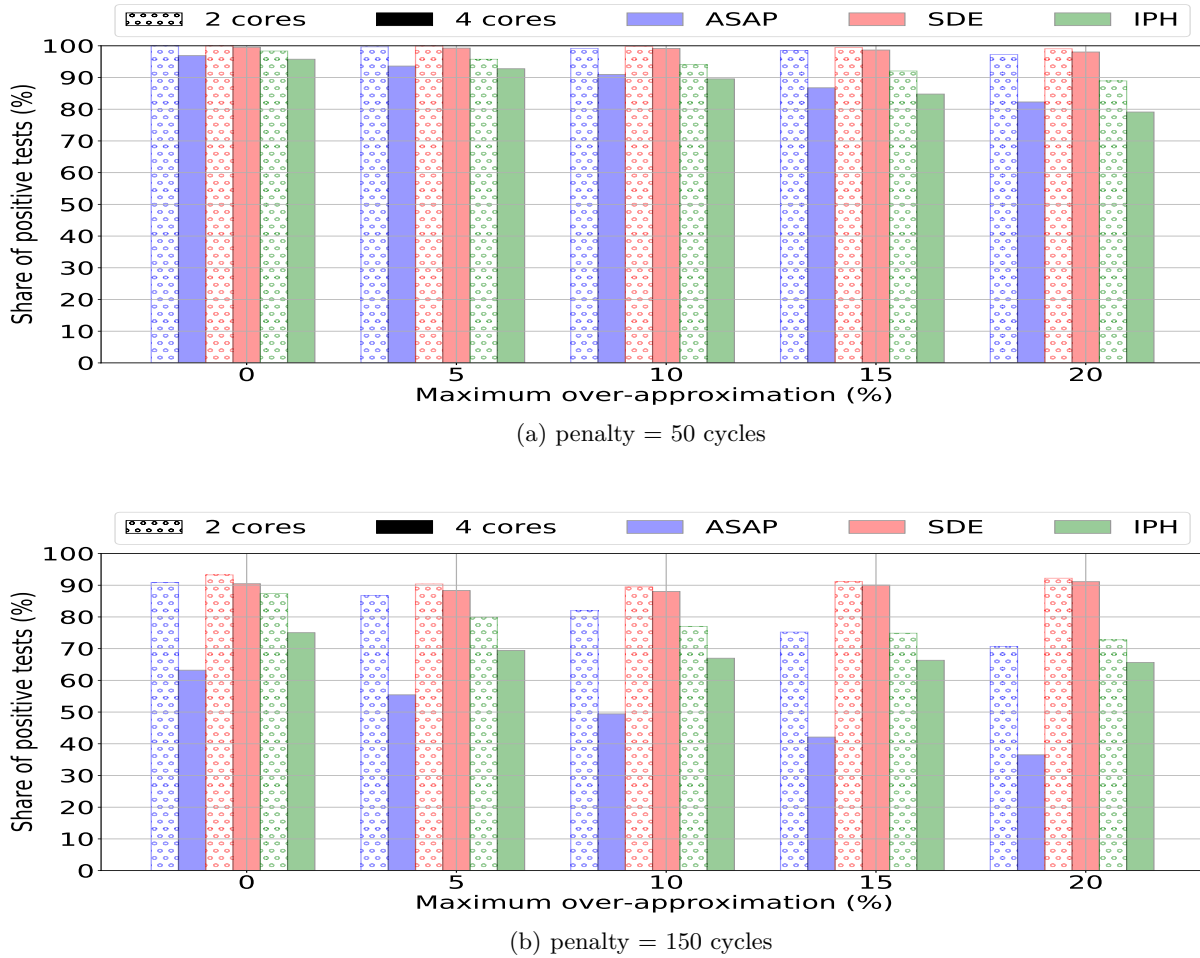 2 cores 4 cores ASAP SDE IPH
100
90
80
70
60
50
40
30
20
10
0
Share of positive tests (%)
0 5 10 15 20
Maximum over-approximation (%)
(a) penalty = 50 cycles
2 cores 4 cores ASAP SDE IPH
100
90
80
70
60
50
40
30
20
10
0
Share of positive tests (%)
0 5 10 15 20
Maximum over-approximation (%)
(b) penalty = 150 cycles